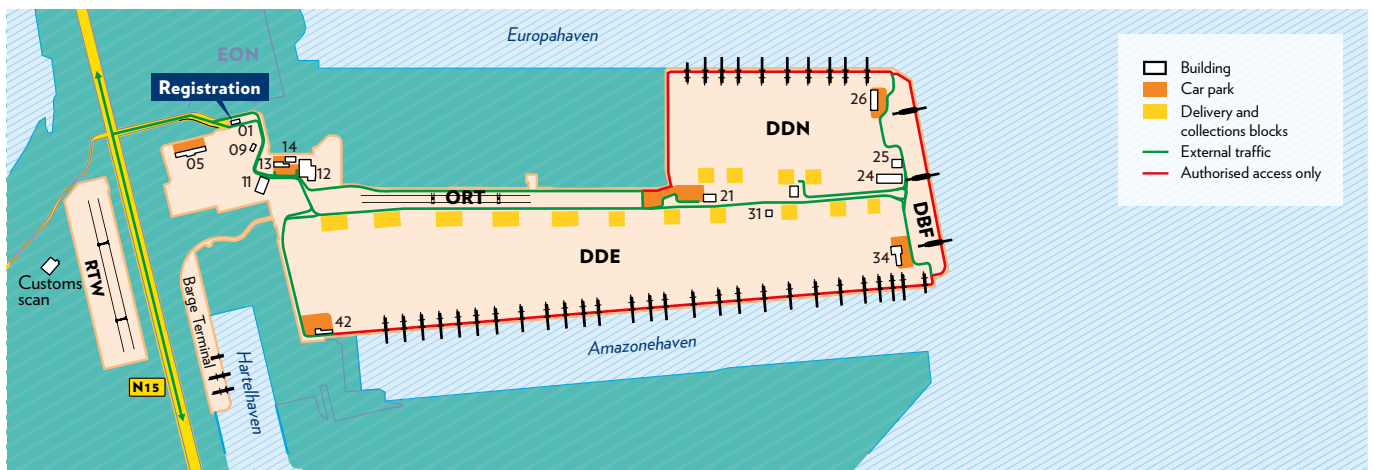 Europahaven
EON
Registration
01
09
05
14
13
12
11
ORT
DDN
26
25
24
21
31
DDE
DBF
34
42
RTW
Customs
scan
Barge Terminal
Hartelhaven
Amazonehaven
N15
Building
Car park
Delivery and
collections blocks
External traffic
Authorised access only